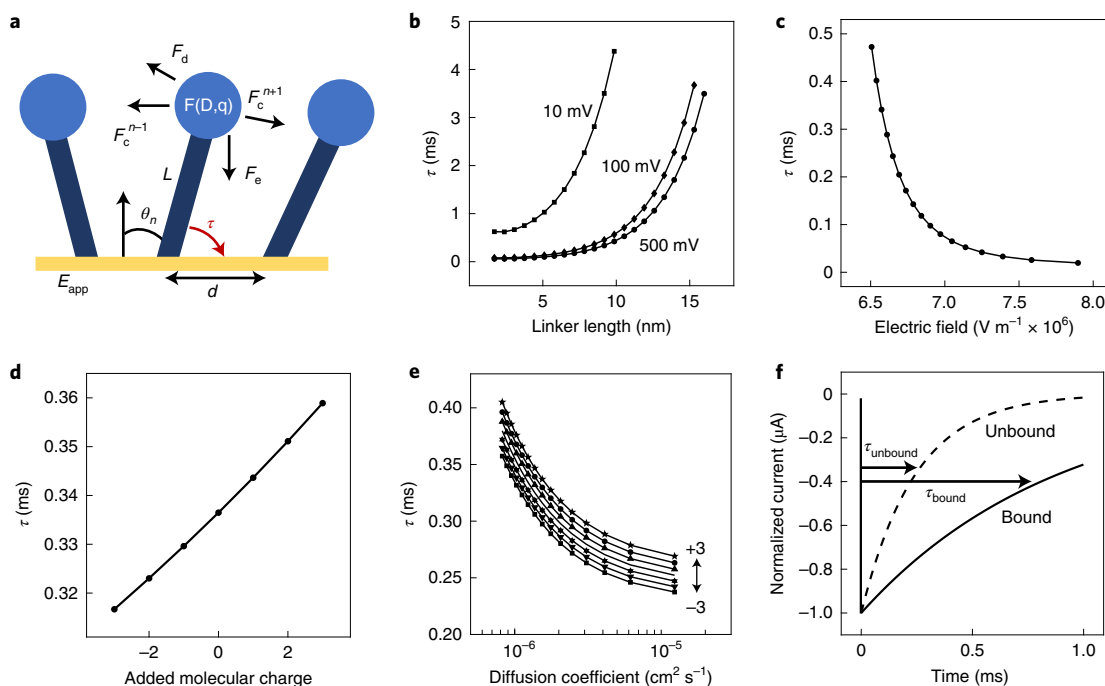 a
F_d
F_c^{n−1}
F(D,q)
F_c^{n+1}
L
F_e
θ_n
τ
E_app
d
b
τ (ms)
5
4
3
2
1
0
10 mV
100 mV
500 mV
5
10
15
Linker length (nm)
c
τ (ms)
0.5
0.4
0.3
0.2
0.1
0
6.5
7.0
7.5
8.0
Electric field (V m⁻¹ × 10⁶)
d
τ (ms)
0.36
0.35
0.34
0.33
0.32
−2
0
2
Added molecular charge
e
τ (ms)
0.40
0.35
0.30
0.25
0.20
+3
−3
10⁻⁶
10⁻⁵
Diffusion coefficient (cm² s⁻¹)
f
Normalized current (μA)
0
−0.2
−0.4
−0.6
−0.8
−1.0
Unbound
τ_unbound
τ_bound
Bound
0
0.5
1.0
Time (ms)